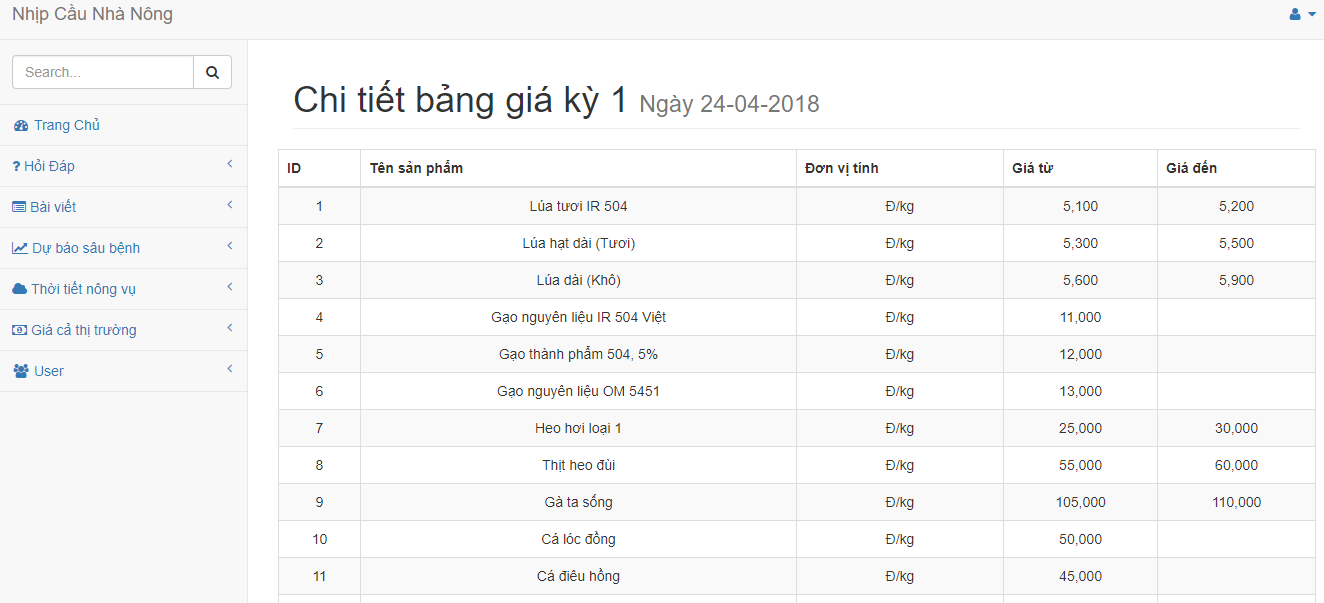 Nhịp Cầu Nhà Nông
Search...
Trang Chủ
? Hỏi Đáp
Bài viết
Dự báo sâu bệnh
Thời tiết nông vụ
Giá cả thị trường
User
Chi tiết bảng giá kỳ 1 Ngày 24-04-2018
ID Tên sản phẩm Đơn vị tính Giá từ Giá đến
1 Lúa tươi IR 504 Đ/kg 5,100 5,200
2 Lúa hạt dài (Tươi) Đ/kg 5,300 5,500
3 Lúa dài (Khô) Đ/kg 5,600 5,900
4 Gạo nguyên liệu IR 504 Việt Đ/kg 11,000
5 Gạo thành phẩm 504, 5% Đ/kg 12,000
6 Gạo nguyên liệu OM 5451 Đ/kg 13,000
7 Heo hơi loại 1 Đ/kg 25,000 30,000
8 Thịt heo đùi Đ/kg 55,000 60,000
9 Gà ta sống Đ/kg 105,000 110,000
10 Cá lóc đồng Đ/kg 50,000
11 Cá điêu hồng Đ/kg 45,000